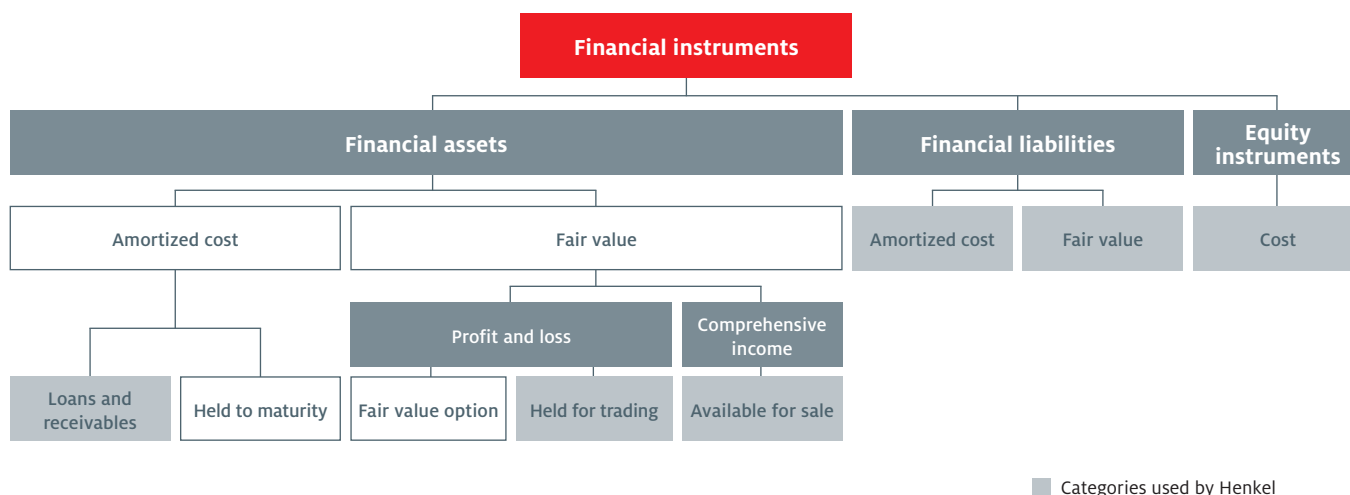 Financial instruments
Financial assets
Financial liabilities
Equity
instruments
Amortized cost
Fair value
Amortized cost
Fair value
Cost
Profit and loss
Comprehensive
income
Loans and
receivables
Held to maturity
Fair value option
Held for trading
Available for sale
Categories used by Henkel